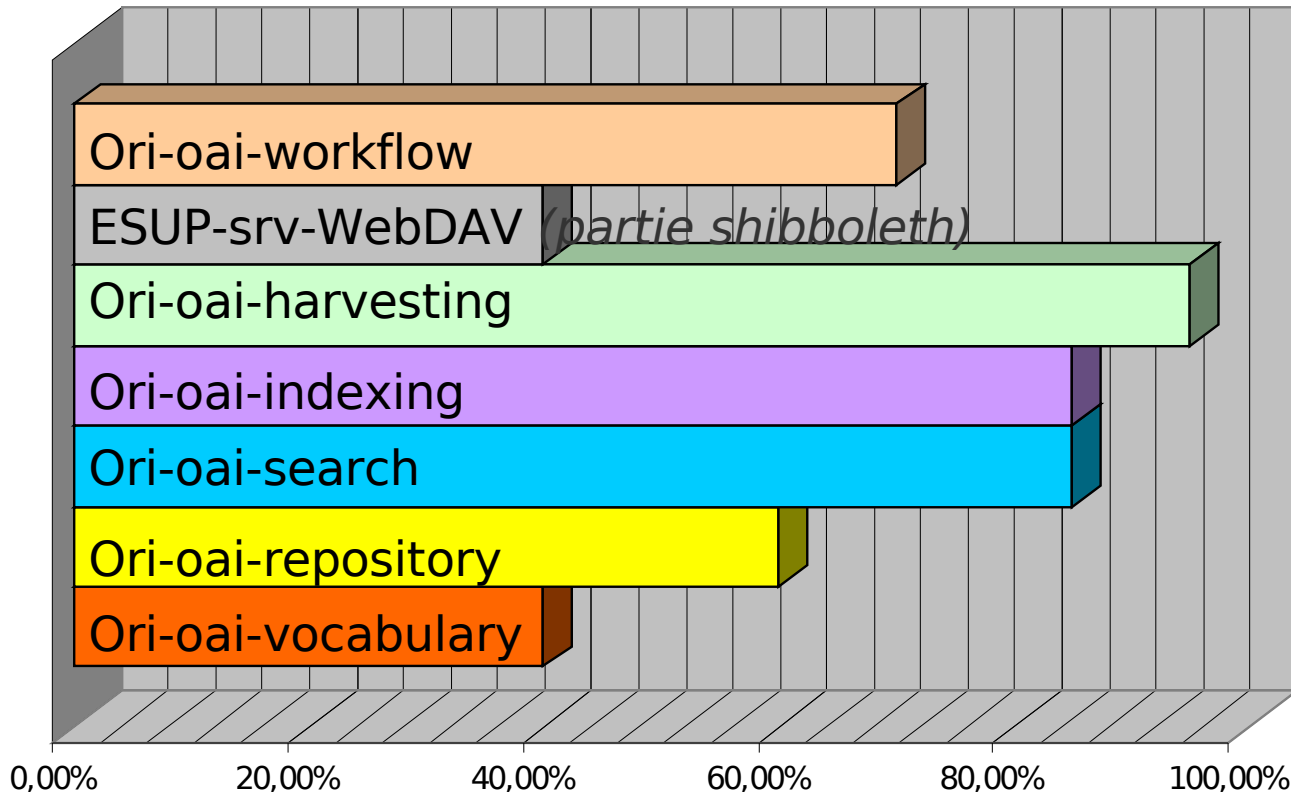 Ori-oai-workflow
ESUP-srv-WebDAV (partie shibboleth)
Ori-oai-harvesting
Ori-oai-indexing
Ori-oai-search
Ori-oai-repository
Ori-oai-vocabulary
0,00% 20,00% 40,00% 60,00% 80,00% 100,00%